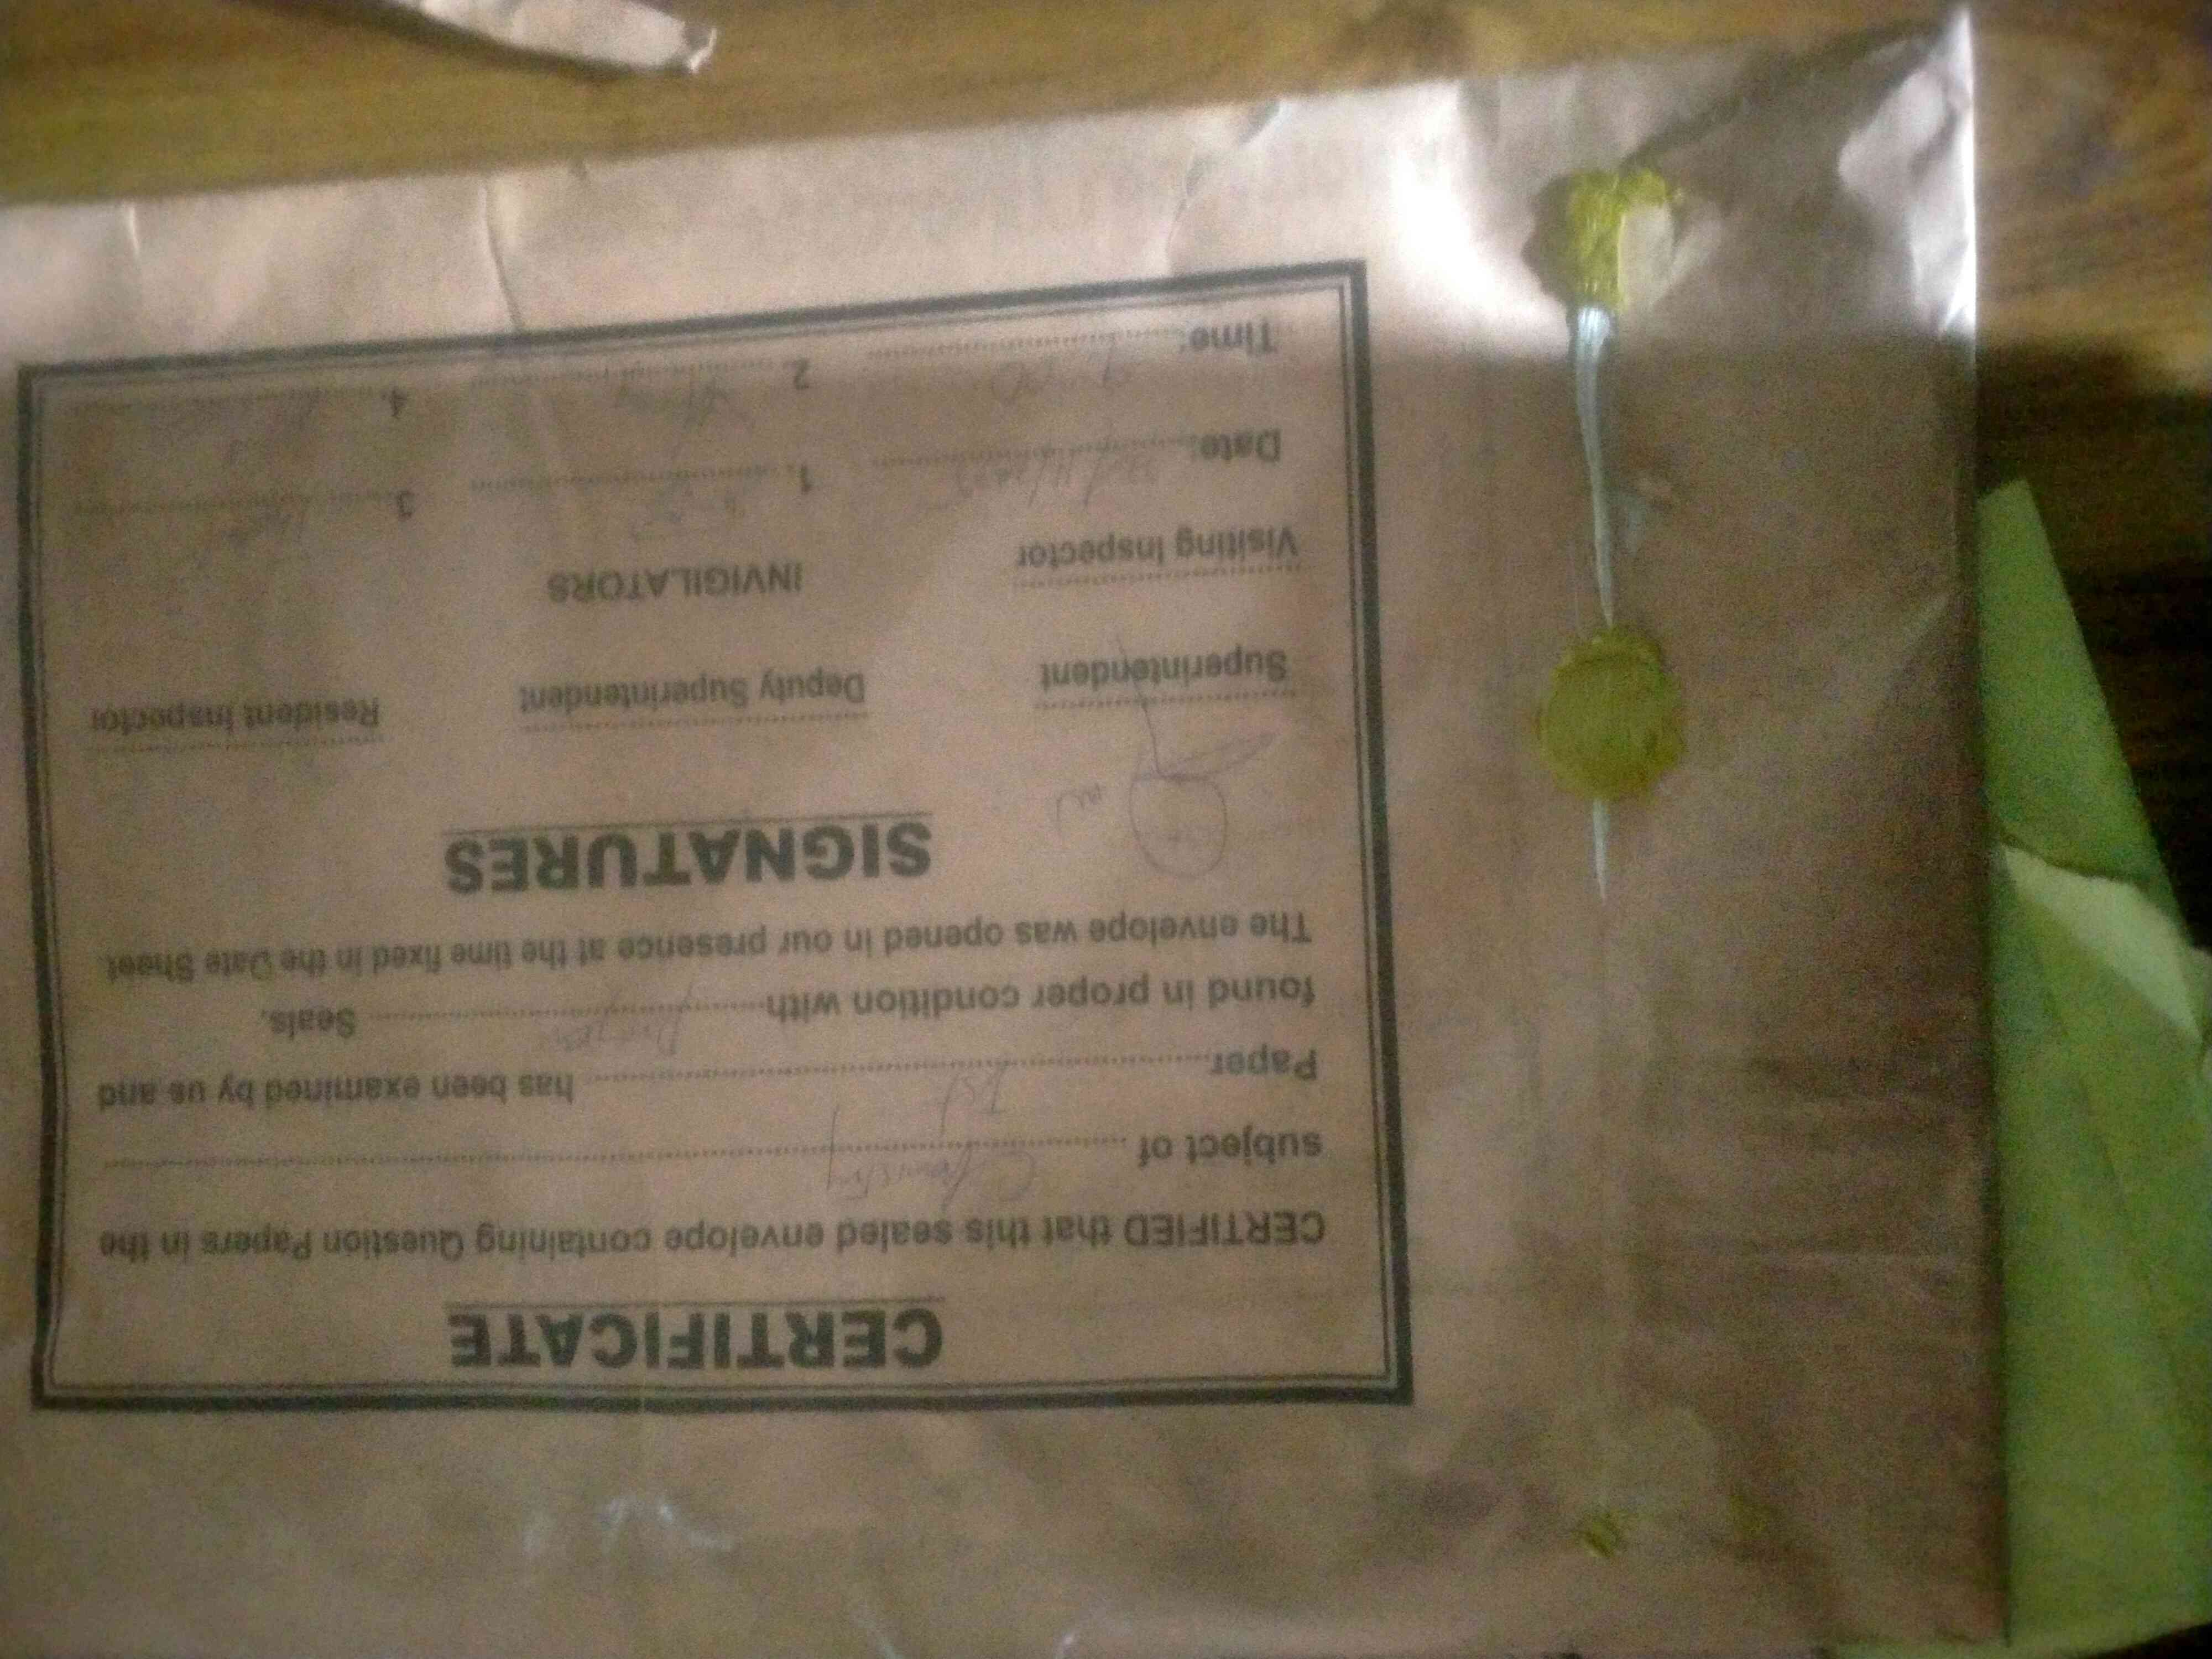 CERTIFICATE
CERTIFIED that this sealed envelope containing Question Papers in the
subject of Chemistry
Paper 1st has been examined by us and
found in proper condition with Seals.
The envelope was opened in our presence at the time fixed in the Date Sheet.
SIGNATURES
Superintendent Deputy Superintendent Resident Inspector
Visiting Inspector INVIGILATORS
Date: 1. 3.
Time: 2. 4.